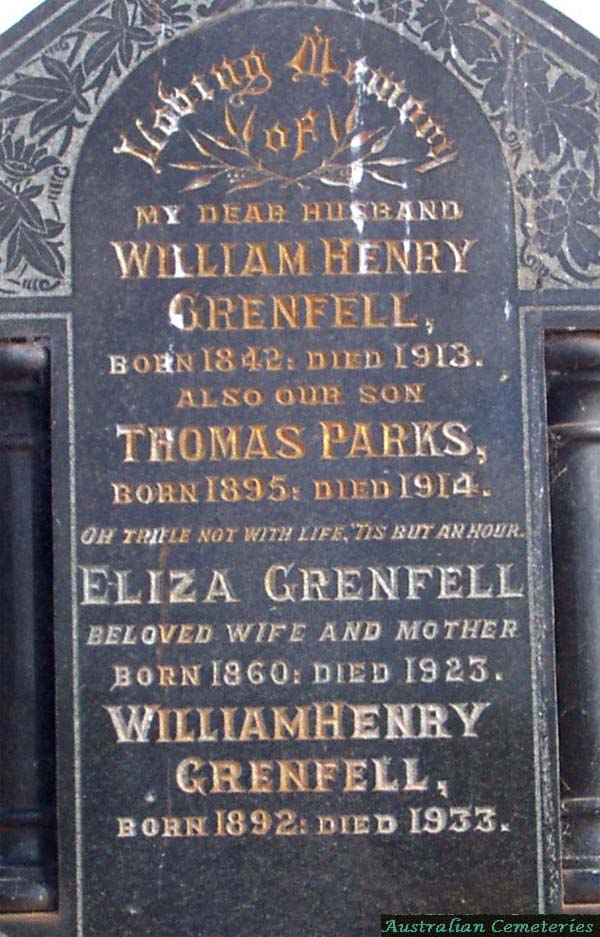 Loving Memory
of
MY DEAR HUSBAND
WILLIAM HENRY
GRENFELL,
BORN 1842: DIED 1913.
ALSO OUR SON
THOMAS PARKS,
BORN 1895: DIED 1914.
OH TRIFLE NOT WITH LIFE, 'TIS BUT AN HOUR.
ELIZA GRENFELL
BELOVED WIFE AND MOTHER
BORN 1860: DIED 1923.
WILLIAM HENRY
GRENFELL,
BORN 1892: DIED 1933.
Australian Cemeteries